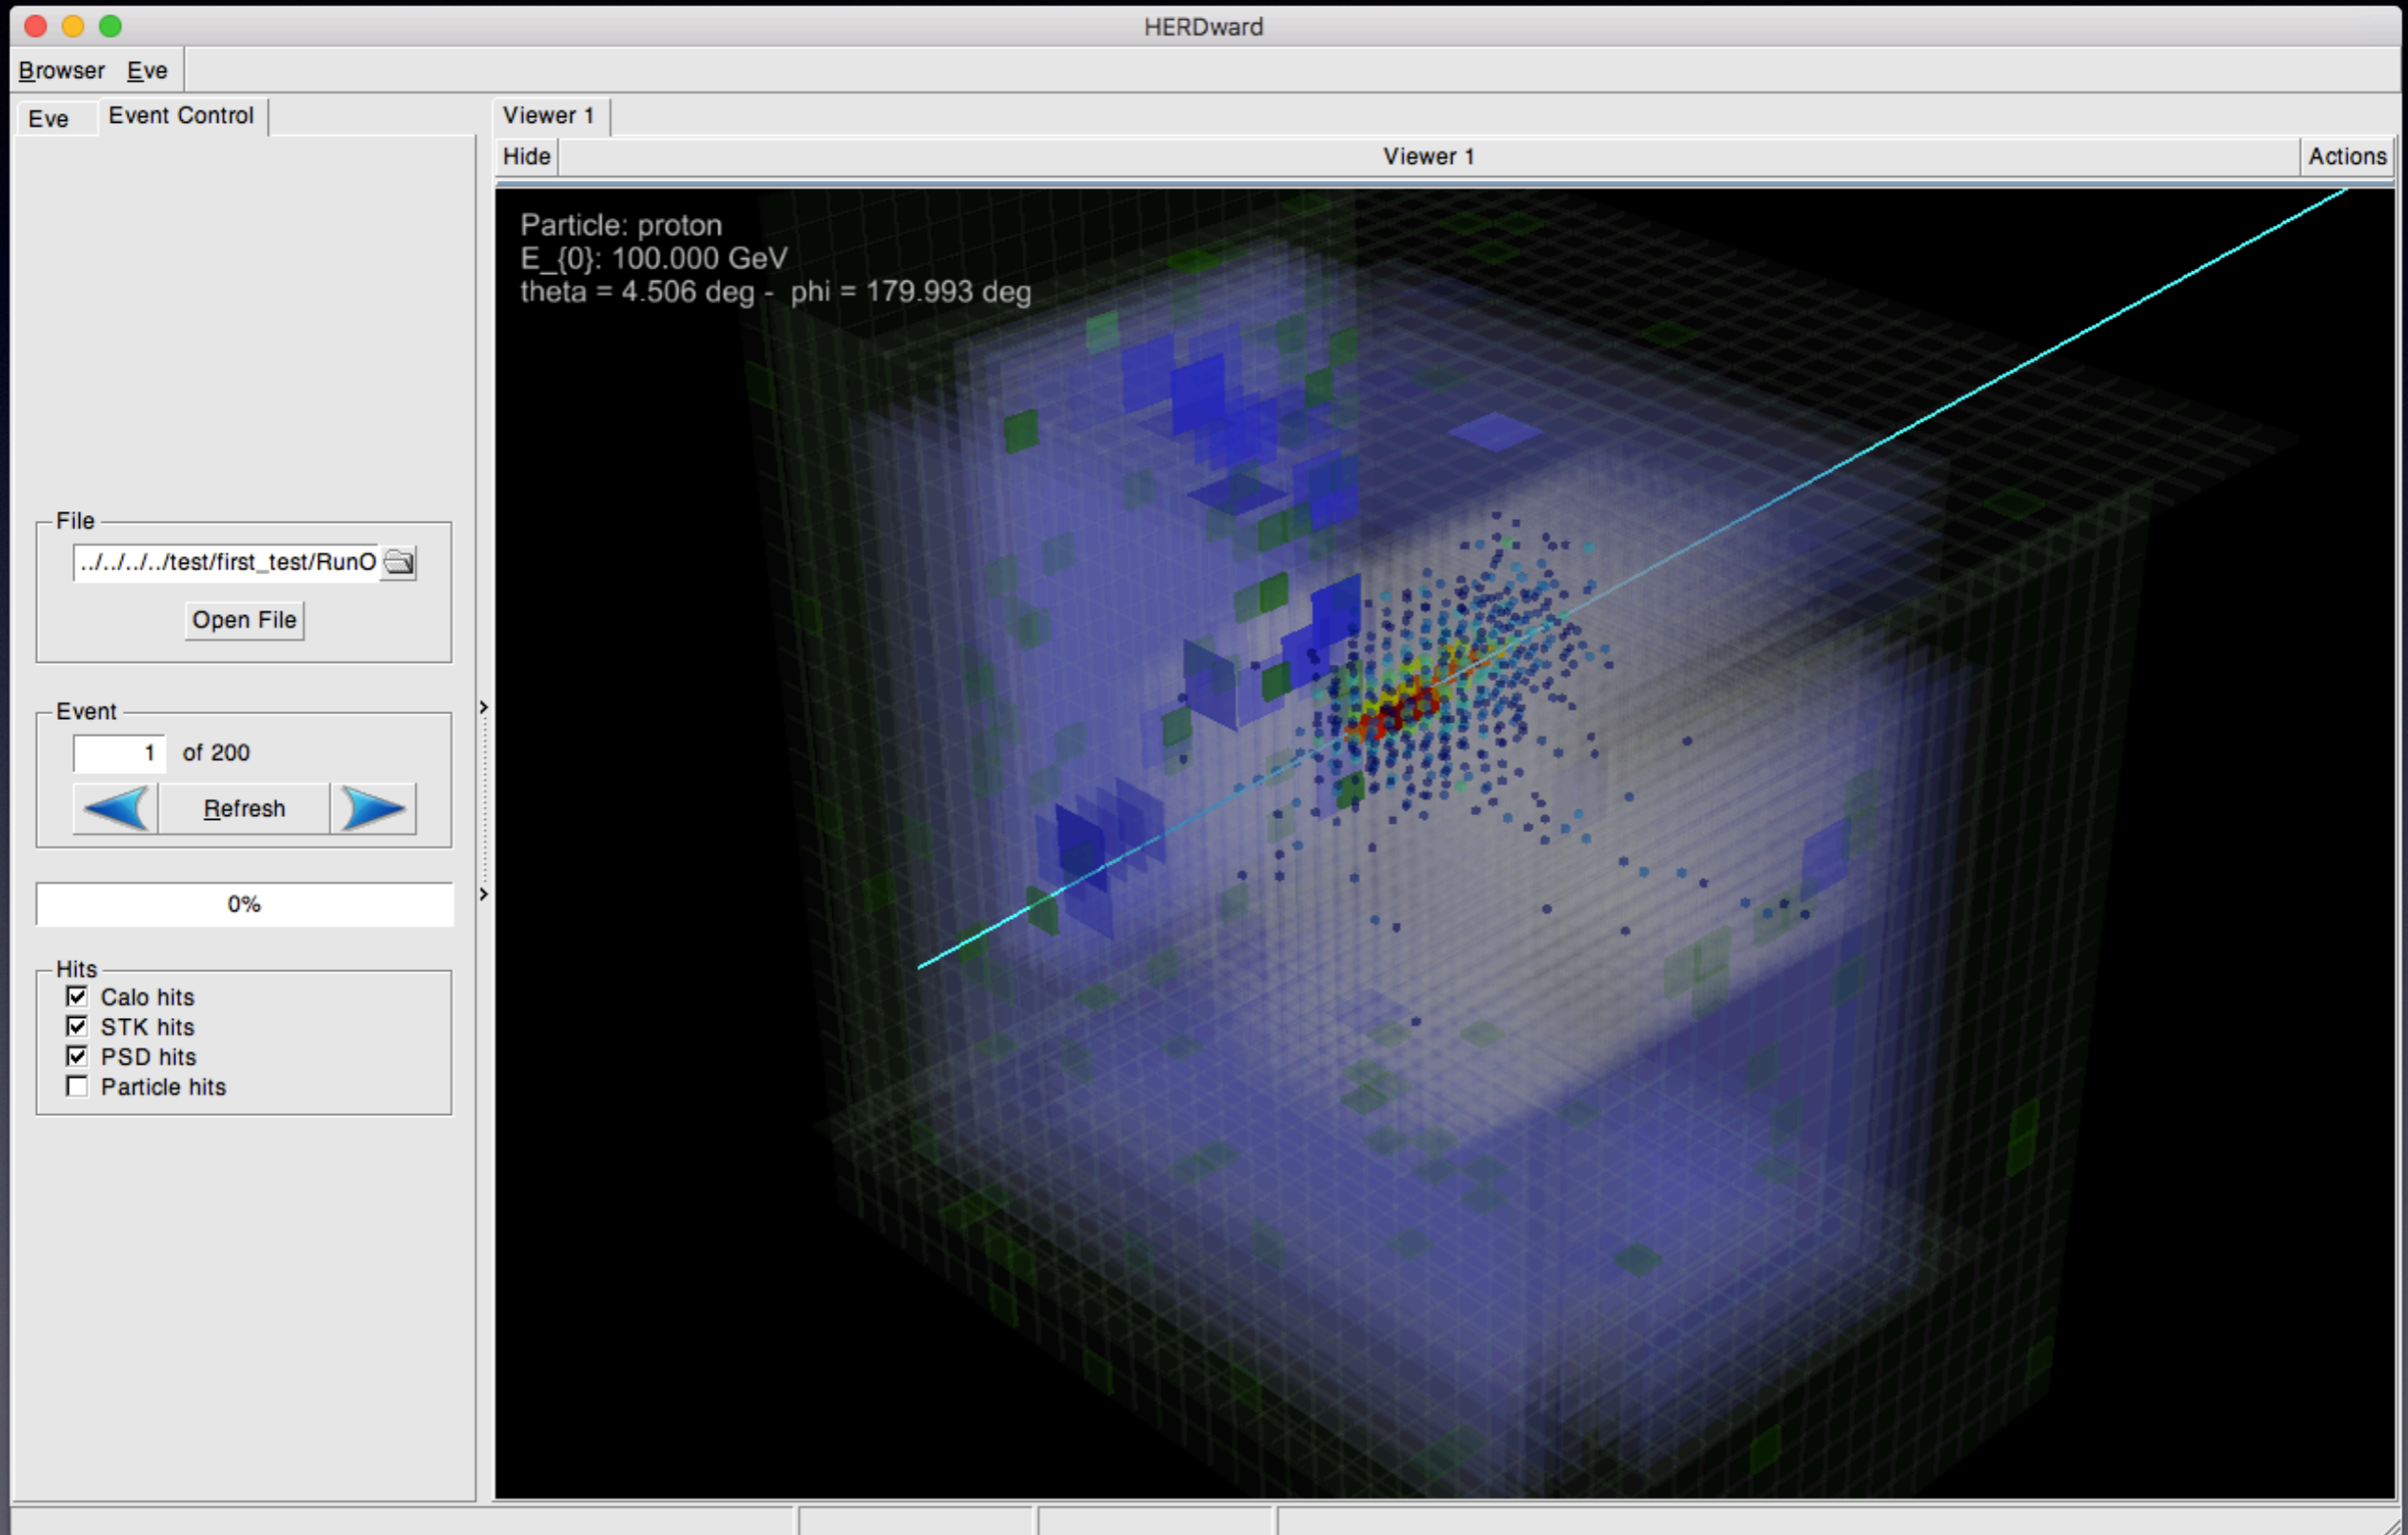 HERDward
Browser Eve
Eve Event Control
Viewer 1
Hide Viewer 1 Actions
Particle: proton
E_{0}: 100.000 GeV
theta = 4.506 deg - phi = 179.993 deg
File
../../../../test/first_test/RunO
Open File
Event
1 of 200
Refresh
0%
Hits
Calo hits
STK hits
PSD hits
Particle hits